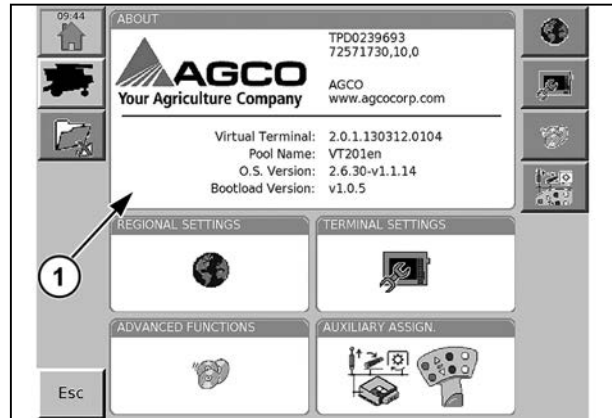 09:44
ABOUT
TPD0239693
72571730,10,0
AGCO
Your Agriculture Company
AGCO
www.agcocorp.com
Virtual Terminal: 2.0.1.130312.0104
Pool Name: VT201en
O.S. Version: 2.6.30-v1.1.14
Bootload Version: v1.0.5
1
REGIONAL SETTINGS
TERMINAL SETTINGS
ADVANCED FUNCTIONS
AUXILIARY ASSIGN.
Esc